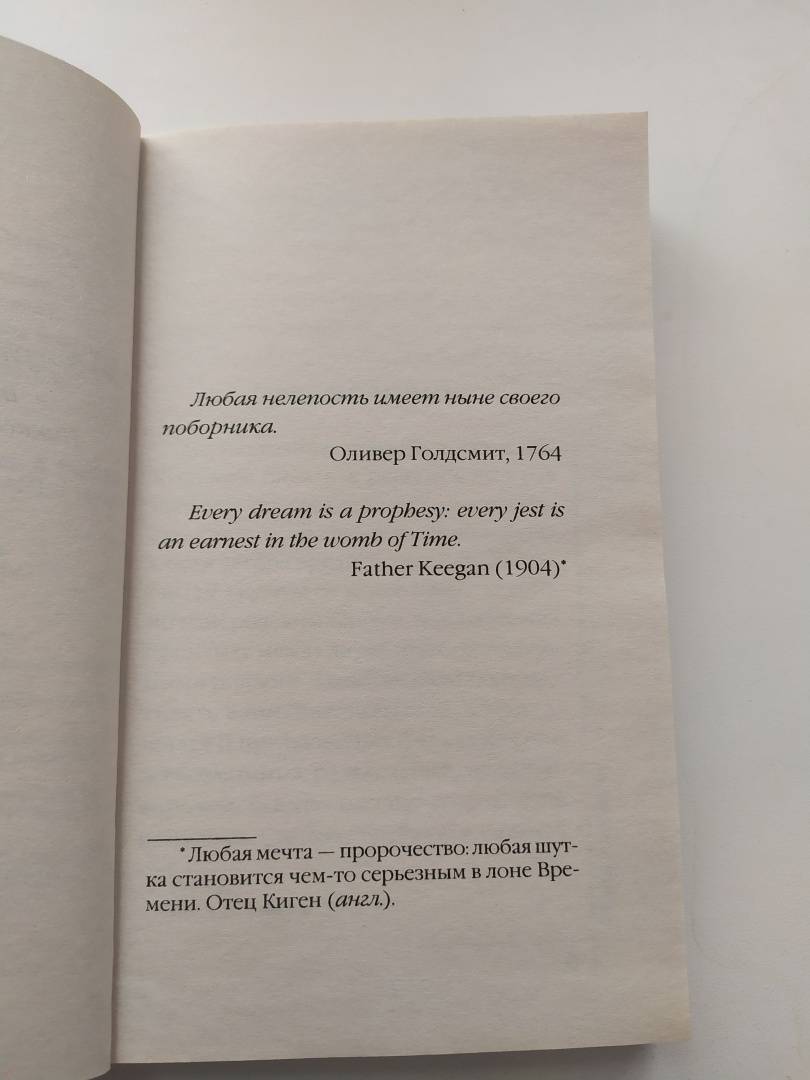 Любая нелепость имеет ныне своего
поборника.
Оливер Голдсмит, 1764
Every dream is a prophesy: every jest is
an earnest in the womb of Time.
Father Keegan (1904)*
*Любая мечта — пророчество: любая шут-
ка становится чем-то серьезным в лоне Вре-
мени. Отец Киген (англ.).